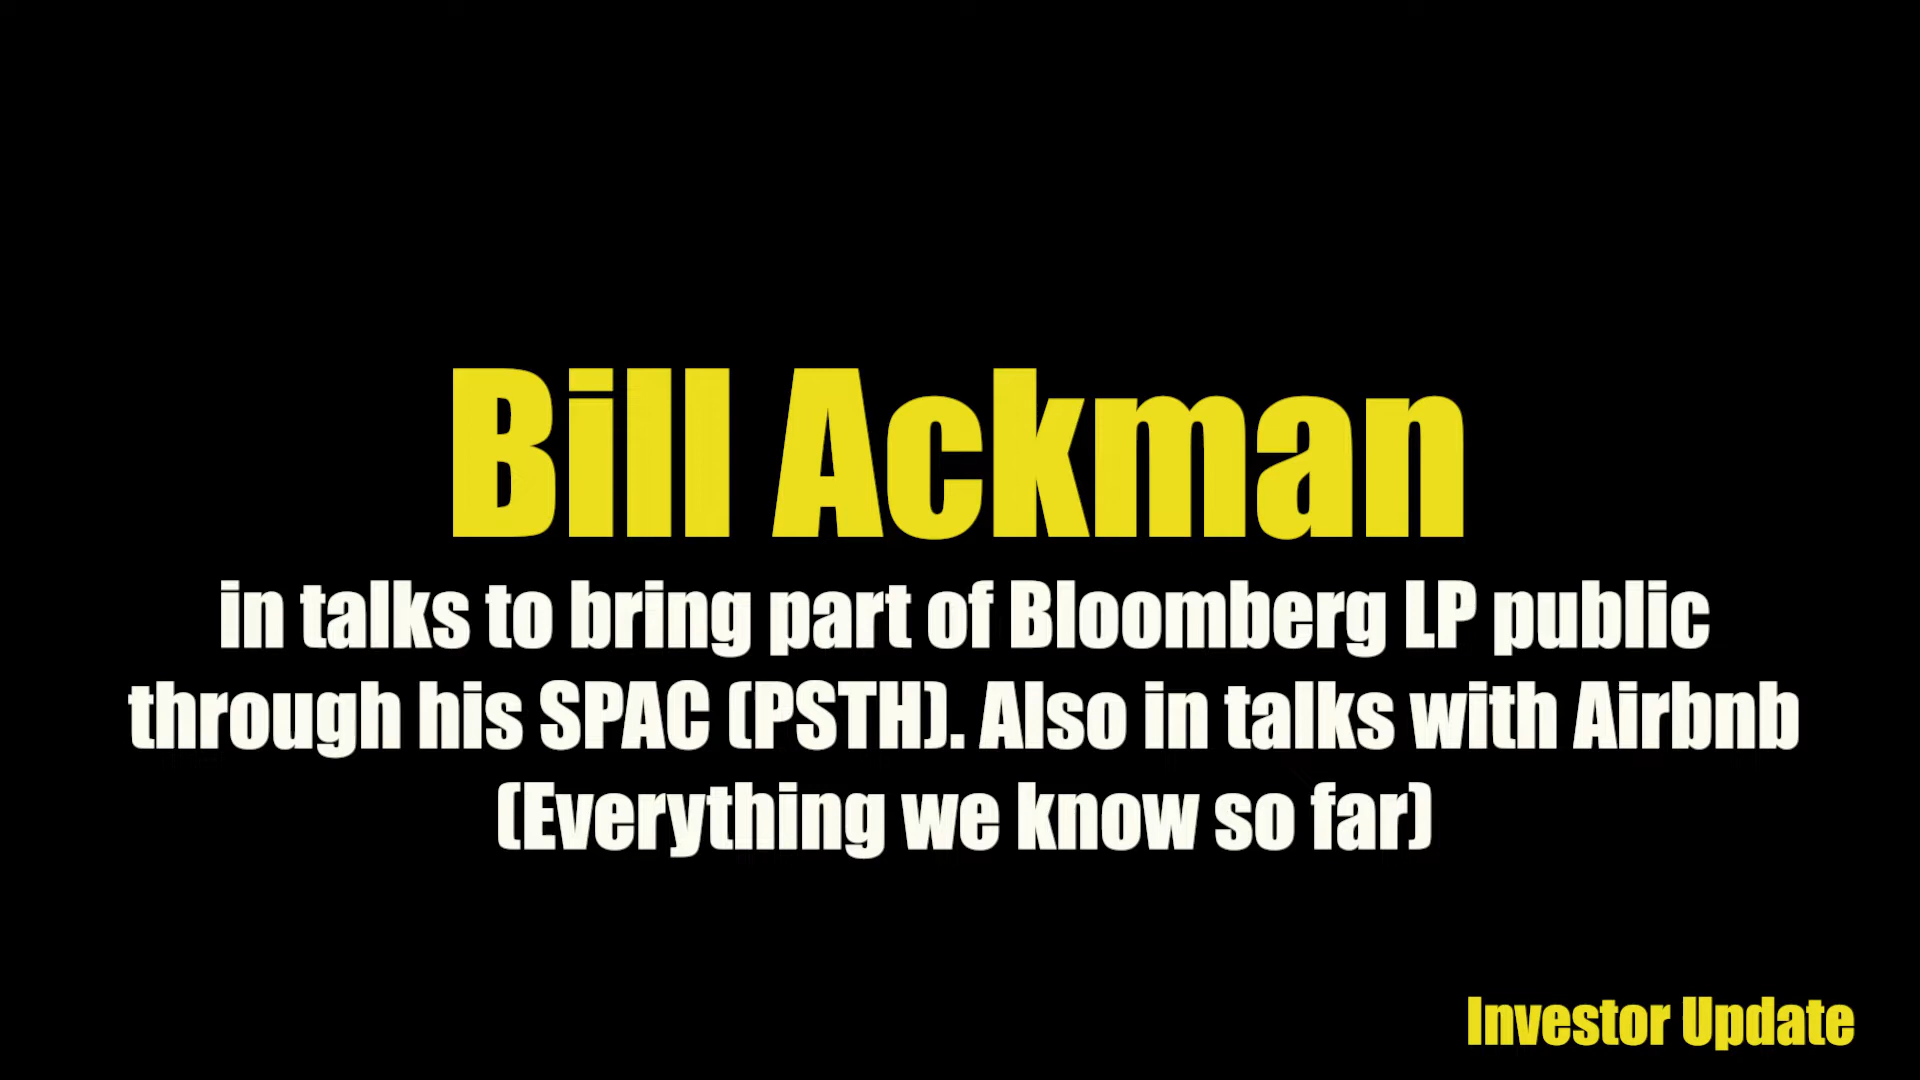 Bill Ackman
in talks to bring part of Bloomberg LP public
through his SPAC (PSTH). Also in talks with Airbnb
(Everything we know so far)
Investor Update